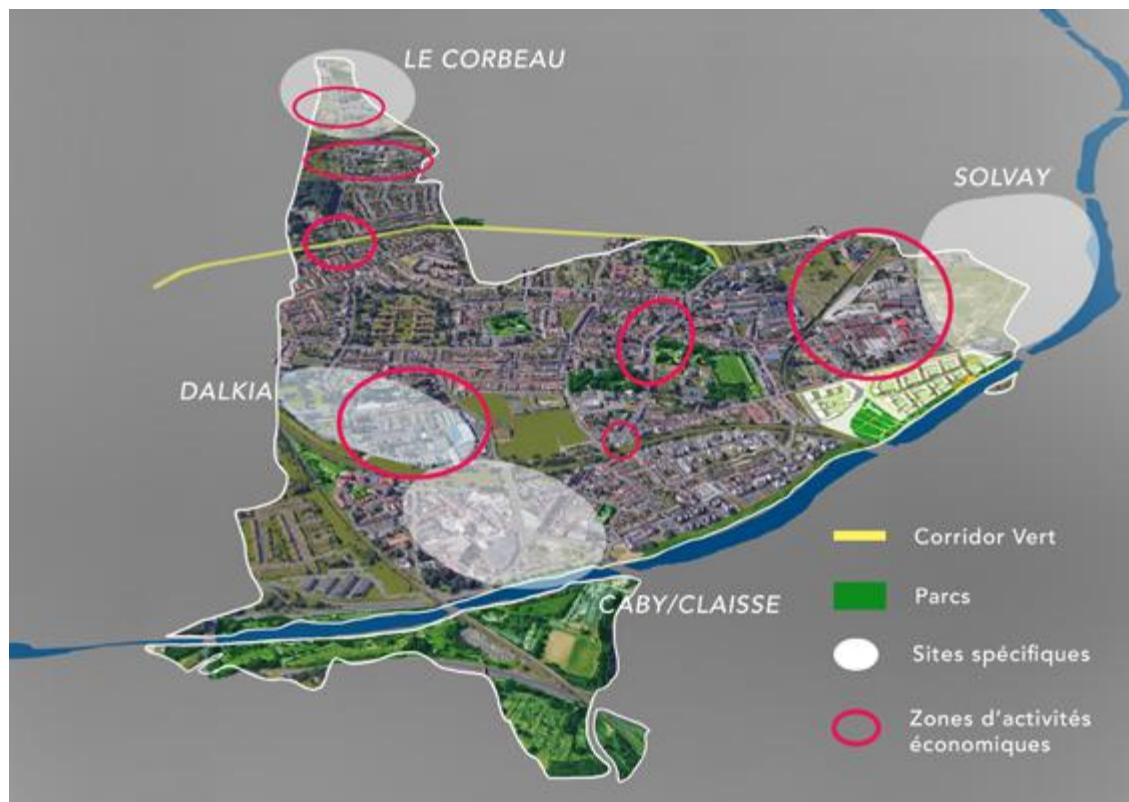 LE CORBEAU
SOLVAY
DALKIA
CABY/CLAISSE
Corridor Vert
Parcs
Sites spécifiques
Zones d'activités
économiques